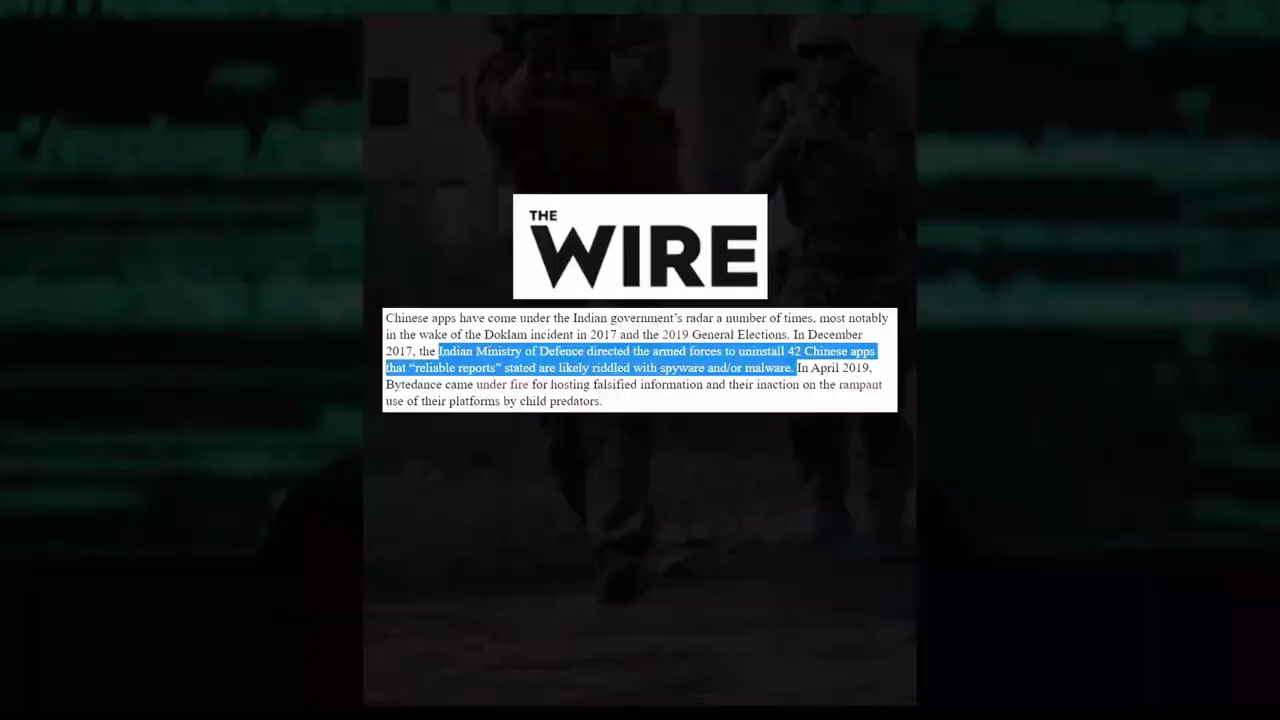 THE
WIRE
Chinese apps have come under the Indian government's radar a number of times, most notably
in the wake of the Doklam incident in 2017 and the 2019 General Elections. In December
2017, the Indian Ministry of Defence directed the armed forces to uninstall 42 Chinese apps
that “reliable reports” stated are likely riddled with spyware and/or malware. In April 2019,
Bytedance came under fire for hosting falsified information and their inaction on the rampant
use of their platforms by child predators.